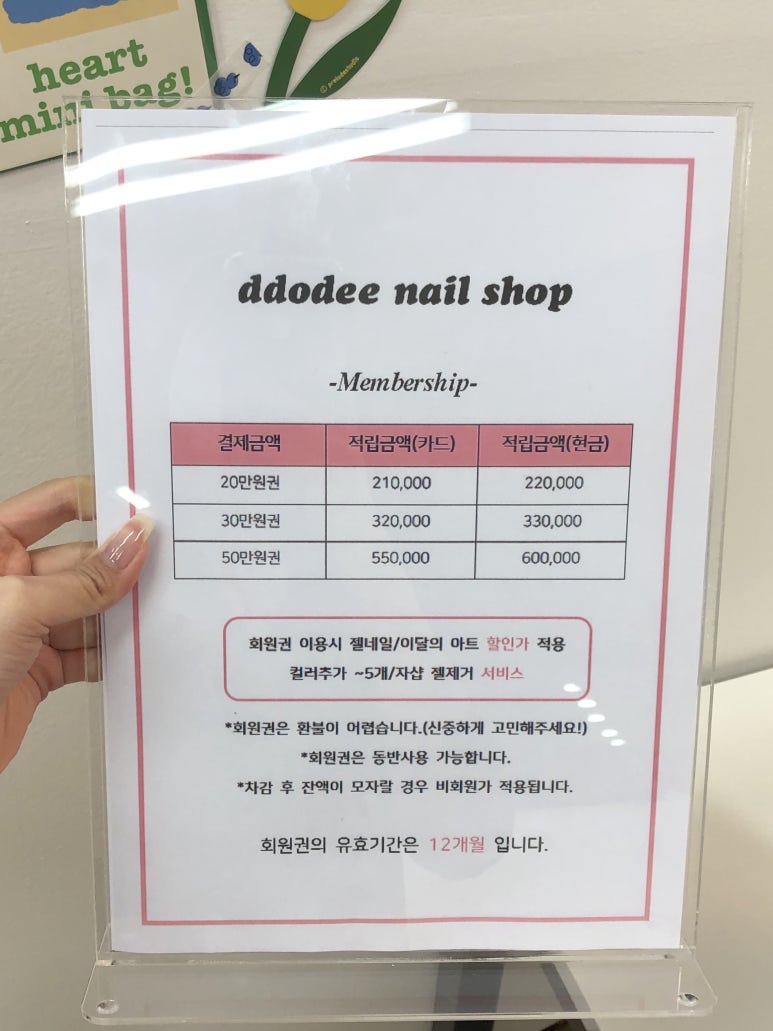 heart
mini bag!
ddodee nail shop
-Membership-
결제금액 적립금액(카드) 적립금액(현금)
20만원권 210,000 220,000
30만원권 320,000 330,000
50만원권 550,000 600,000
회원권 이용시 젤네일/이달의 아트 할인가 적용
컬러추가 ~5개/자샵 젤제거 서비스
*회원권은 환불이 어렵습니다.(신중하게 고민해주세요!)
*회원권은 동반사용 가능합니다.
*차감 후 잔액이 모자랄 경우 비회원가 적용됩니다.
회원권의 유효기간은 12개월 입니다.